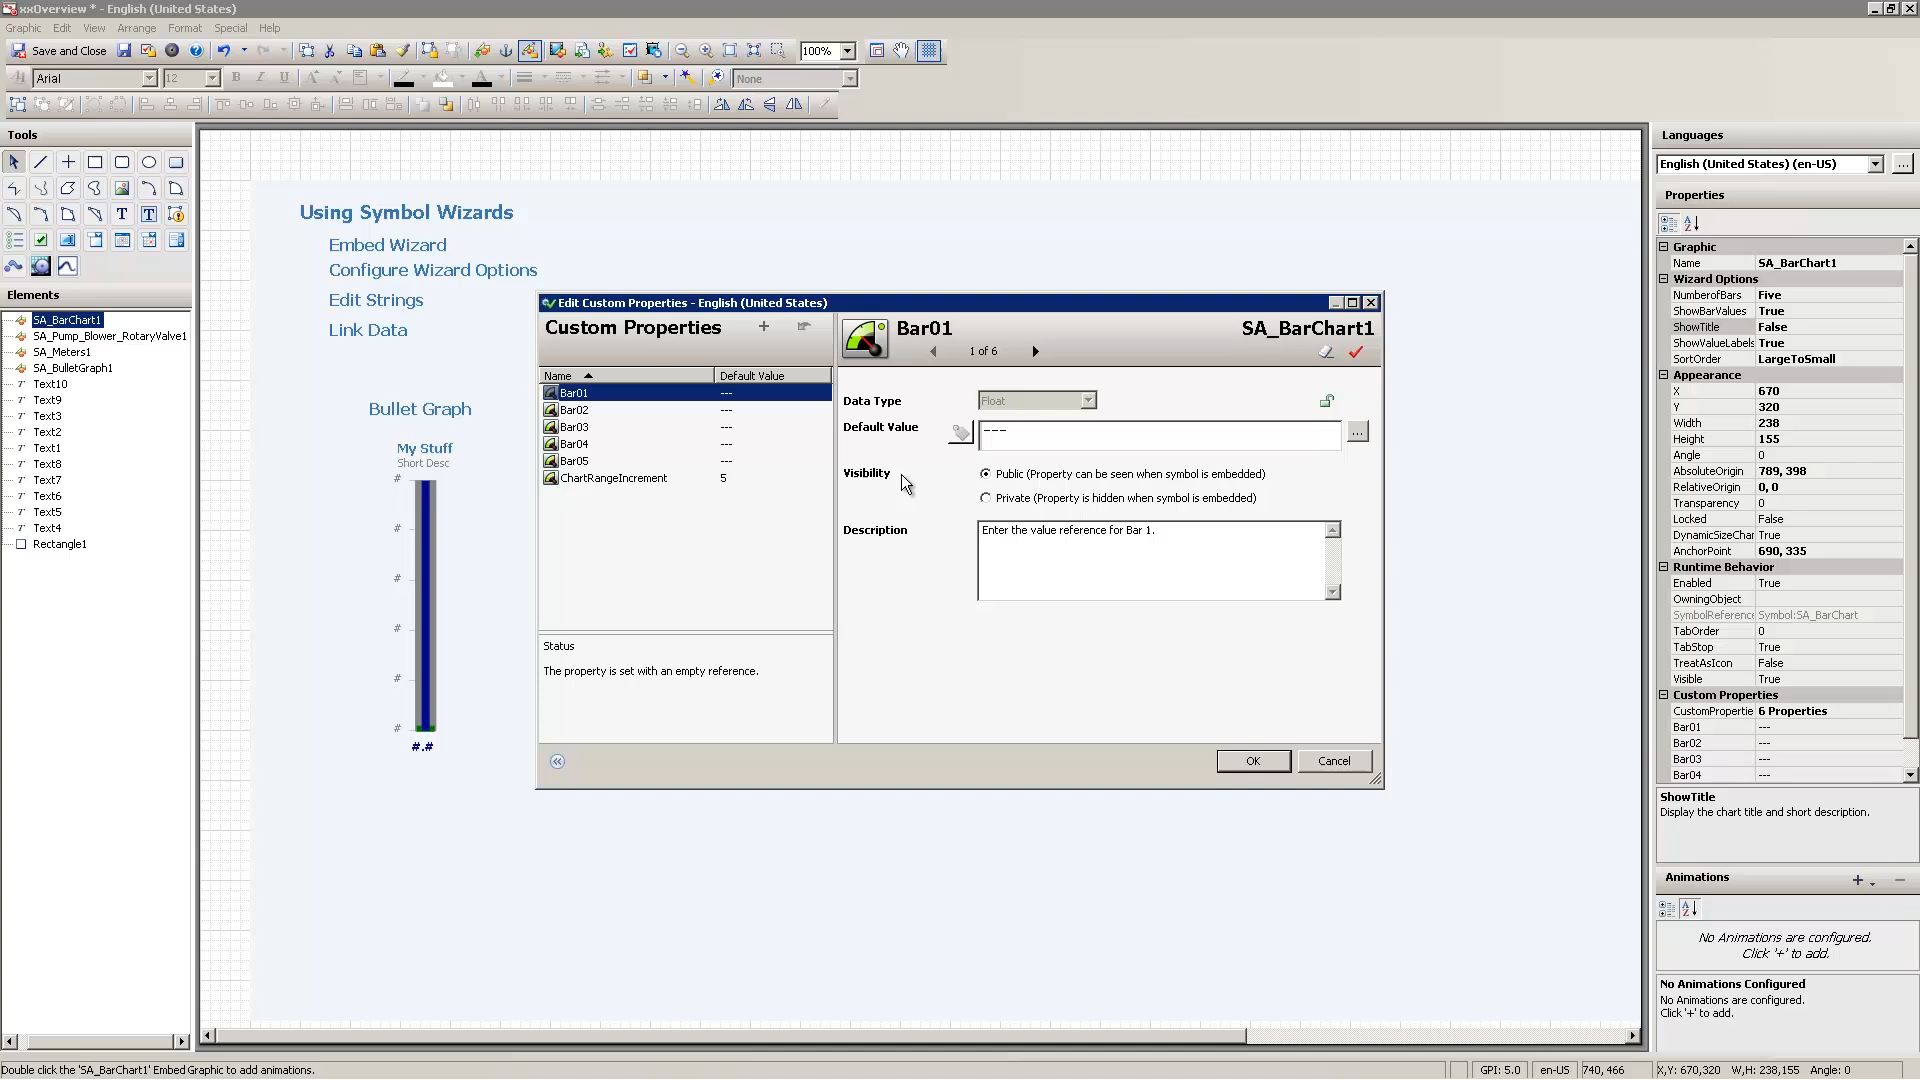 xxOverview * - English (United States)
Graphic Edit View Arrange Format Special Help
Save and Close 100%
Arial 12 None
Tools
Elements
SA_BarChart1
SA_Pump_Blower_RotaryValve1
SA_Meters1
SA_BulletGraph1
Text10
Text9
Text3
Text2
Text1
Text8
Text7
Text6
Text5
Text4
Rectangle1
Using Symbol Wizards
Embed Wizard
Configure Wizard Options
Edit Strings
Link Data
Bullet Graph
My Stuff
Short Desc
#
#
#
#
#
#
#.#
Edit Custom Properties - English (United States)
Custom Properties
Name Default Value
Bar01 ---
Bar02 ---
Bar03 ---
Bar04 ---
Bar05 ---
ChartRangeIncrement 5
Status
The property is set with an empty reference.
Bar01 SA_BarChart1
1 of 6
Data Type Float
Default Value --- ...
Visibility Public (Property can be seen when symbol is embedded)
Private (Property is hidden when symbol is embedded)
Description Enter the value reference for Bar 1.
OK Cancel
Languages
English (United States) (en-US) ...
Properties
Graphic
Name SA_BarChart1
Wizard Options
NumberofBars Five
ShowBarValues True
ShowTitle False
ShowValueLabels True
SortOrder LargeToSmall
Appearance
X 670
Y 320
Width 238
Height 155
Angle 0
AbsoluteOrigin 789, 398
RelativeOrigin 0, 0
Transparency 0
Locked False
DynamicSizeChar True
AnchorPoint 690, 335
Runtime Behavior
Enabled True
OwningObject
SymbolReference Symbol:SA_BarChart
TabOrder 0
TabStop True
TreatAsIcon False
Visible True
Custom Properties
CustomPropertie 6 Properties
Bar01 ---
Bar02 ---
Bar03 ---
Bar04 ---
ShowTitle
Display the chart title and short description.
Animations
No Animations are configured.
Click '+' to add.
No Animations Configured
No Animations are configured.
Click '+' to add.
Double click the 'SA_BarChart1' Embed Graphic to add animations. GPI: 5.0 en-US 740, 466 X,Y: 670,320 W,H: 238,155 Angle: 0